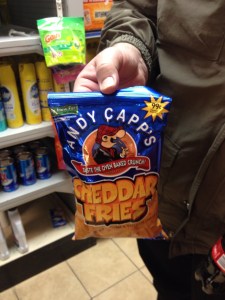 ANDY CAPP'S
TASTE THE OVEN BAKED CRUNCH!
CHEDDAR
FRIES
99¢